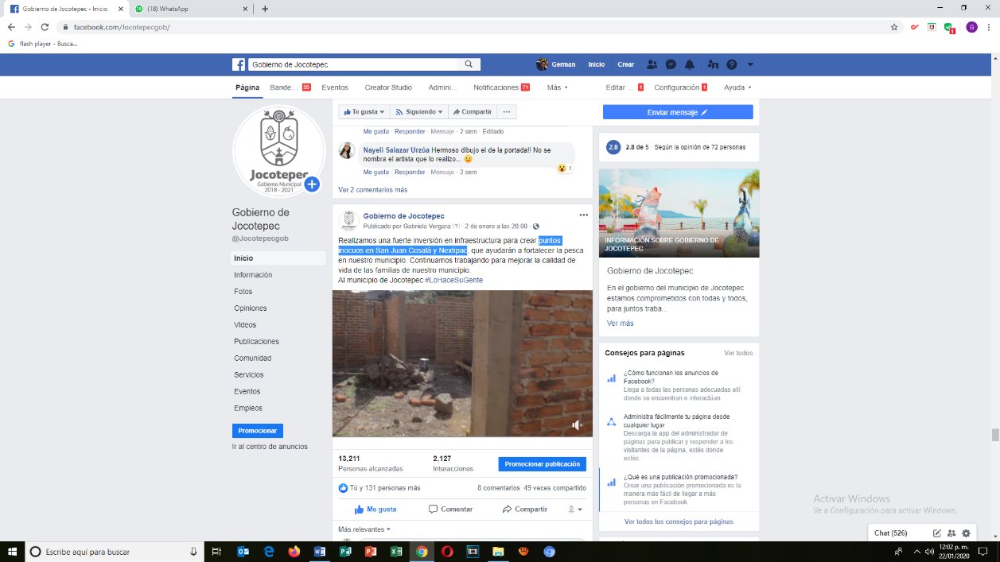 Gobierno de Jocotepec - Inicio
(18) WhatsApp
facebook.com/Jocotepecgob/
1
G
flash player - Busca...
Gobierno de Jocotepec
German
Inicio
Crear
Página
Bande... 35
Eventos
Creator Studio
Admini...
Notificaciones 71
Más
Editar ... 1
Configuración 1
Ayuda
Te gusta
Siguiendo
Compartir
Enviar mensaje
Jocotepec
Gobierno Municipal
2018 - 2021
Gobierno de
Jocotepec
@Jocotepecgob
Inicio
Información
Fotos
Opiniones
Videos
Publicaciones
Comunidad
Servicios
Eventos
Empleos
Promocionar
Ir al centro de anuncios
Me gusta · Responder · Mensaje · 2 sem · Editado
Nayeli Salazar Urzúa Hermoso dibujo el de la portada!! No se
nombra el artista que lo realizo...
1
Me gusta · Responder · Mensaje · 2 sem
Ver 2 comentarios más
Gobierno de Jocotepec
Publicado por Gabriela Vergara [?] · 2 de enero a las 20:00 ·
Realizamos una fuerte inversión en infraestructura para crear puntos
inocuos en San Juan Cosalá y Nextipac, que ayudarán a fortalecer la pesca
en nuestro municipio. Continuamos trabajando para mejorar la calidad de
vida de las familias de nuestro municipio.
Al municipio de Jocotepec #LoHaceSuGente
13,211
Personas alcanzadas
2,127
Interacciones
Promocionar publicación
Tú y 131 personas más
8 comentarios 49 veces compartido
Me gusta
Comentar
Compartir
Más relevantes
2.8
2.8 de 5 · Según la opinión de 72 personas
INFORMACIÓN SOBRE GOBIERNO DE
JOCOTEPEC
Gobierno de Jocotepec
En el gobierno del municipio de Jocotepec
estamos comprometidos con todas y todos,
para juntos traba...
Ver más
Consejos para páginas
Ver todos
¿Cómo funcionan los anuncios de
Facebook?
Llega a todas las personas adecuadas allí
donde se encuentran e interactúan.
Administra fácilmente tu página desde
cualquier lugar
Descarga la app del administrador de
páginas para publicar y responder a los
visitantes de la página, estés donde
estés.
¿Qué es una publicación promocionada?
Crear una publicación promocionada es la
manera más fácil de llegar a más
personas en Facebook.
Ver todos los consejos para páginas
Activar Windows
Ve a Configuración para activar Windows.
Chat (526)
Escribe aquí para buscar
12:02 p. m.
22/01/2020